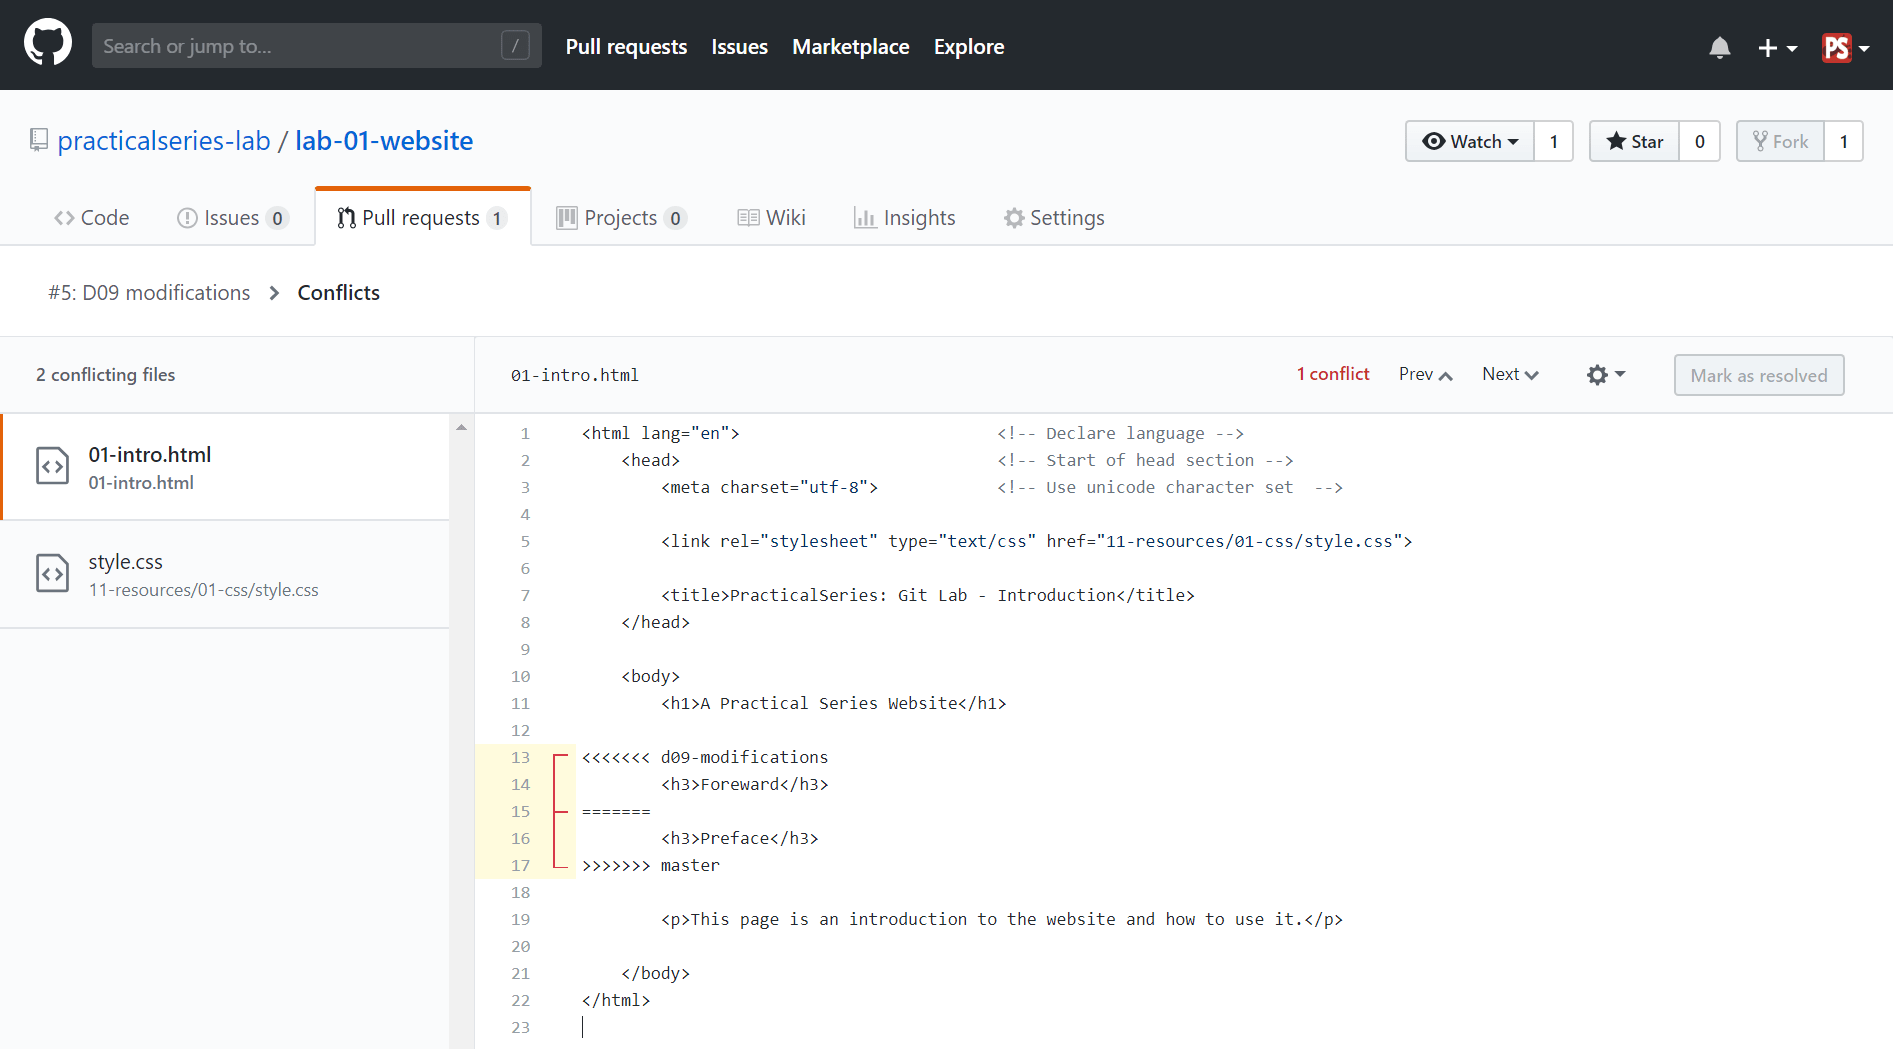 Search or jump to... / Pull requests Issues Marketplace Explore PS
practicalseries-lab / lab-01-website Watch 1 Star 0 Fork 1
Code Issues 0 Pull requests 1 Projects 0 Wiki Insights Settings
#5: D09 modifications Conflicts
2 conflicting files
01-intro.html
01-intro.html
style.css
11-resources/01-css/style.css
01-intro.html 1 conflict Prev Next Mark as resolved
1 <html lang="en"> <!-- Declare language -->
2 <head> <!-- Start of head section -->
3 <meta charset="utf-8"> <!-- Use unicode character set  -->
4
5 <link rel="stylesheet" type="text/css" href="11-resources/01-css/style.css">
6
7 <title>PracticalSeries: Git Lab - Introduction</title>
8 </head>
9
10 <body>
11 <h1>A Practical Series Website</h1>
12
13 <<<<<<< d09-modifications
14 <h3>Foreward</h3>
15 =======
16 <h3>Preface</h3>
17 >>>>>>> master
18
19 <p>This page is an introduction to the website and how to use it.</p>
20
21 </body>
22 </html>
23